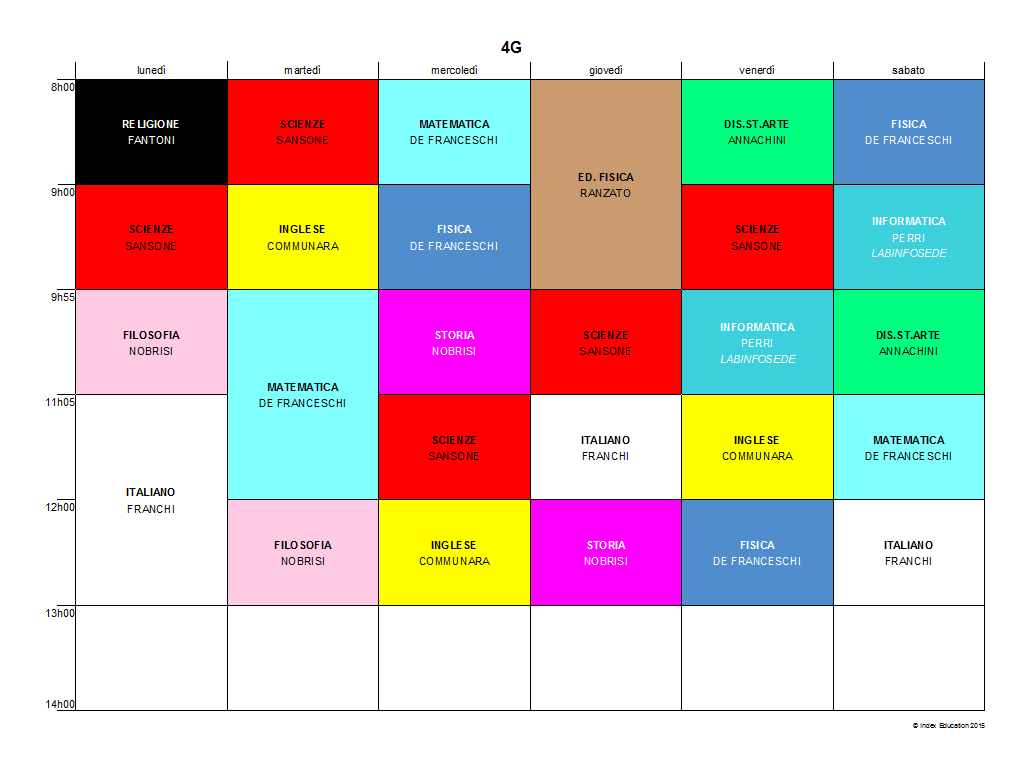 4G
lunedì martedì mercoledì giovedì venerdì sabato
8h00
RELIGIONE
FANTONI
SCIENZE
SANSONE
MATEMATICA
DE FRANCESCHI
ED. FISICA
RANZATO
DIS.ST.ARTE
ANNACHINI
FISICA
DE FRANCESCHI
9h00
SCIENZE
SANSONE
INGLESE
COMMUNARA
FISICA
DE FRANCESCHI
SCIENZE
SANSONE
INFORMATICA
PERRI
LABINFOSEDE
9h55
FILOSOFIA
NOBRISI
MATEMATICA
DE FRANCESCHI
STORIA
NOBRISI
SCIENZE
SANSONE
INFORMATICA
PERRI
LABINFOSEDE
DIS.ST.ARTE
ANNACHINI
11h05
ITALIANO
FRANCHI
SCIENZE
SANSONE
ITALIANO
FRANCHI
INGLESE
COMMUNARA
MATEMATICA
DE FRANCESCHI
12h00
FILOSOFIA
NOBRISI
INGLESE
COMMUNARA
STORIA
NOBRISI
FISICA
DE FRANCESCHI
ITALIANO
FRANCHI
13h00
14h00
© Index Education 2015